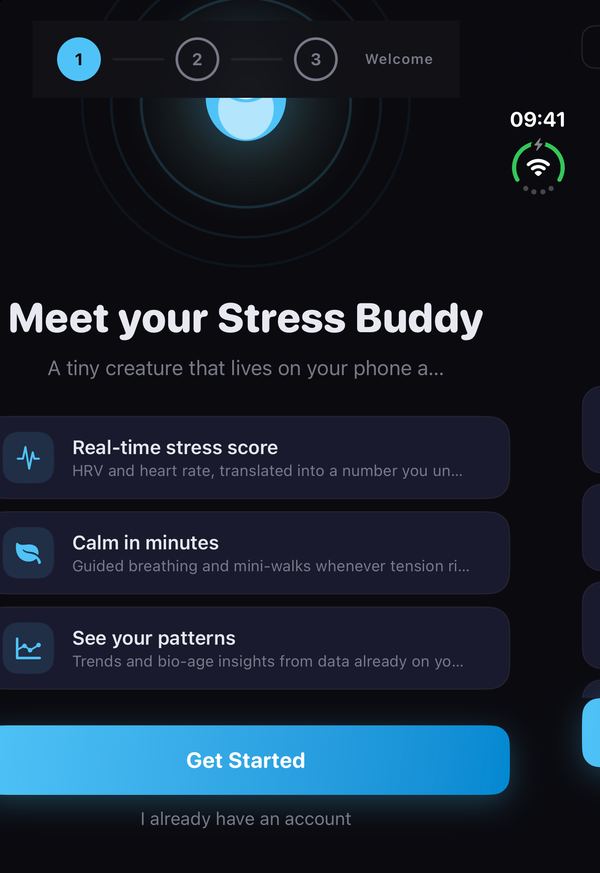 1 2 3 Welcome
09:41
Meet your Stress Buddy
A tiny creature that lives on your phone a...
Real-time stress score
HRV and heart rate, translated into a number you un...
Calm in minutes
Guided breathing and mini-walks whenever tension ri...
See your patterns
Trends and bio-age insights from data already on yo...
Get Started
I already have an account